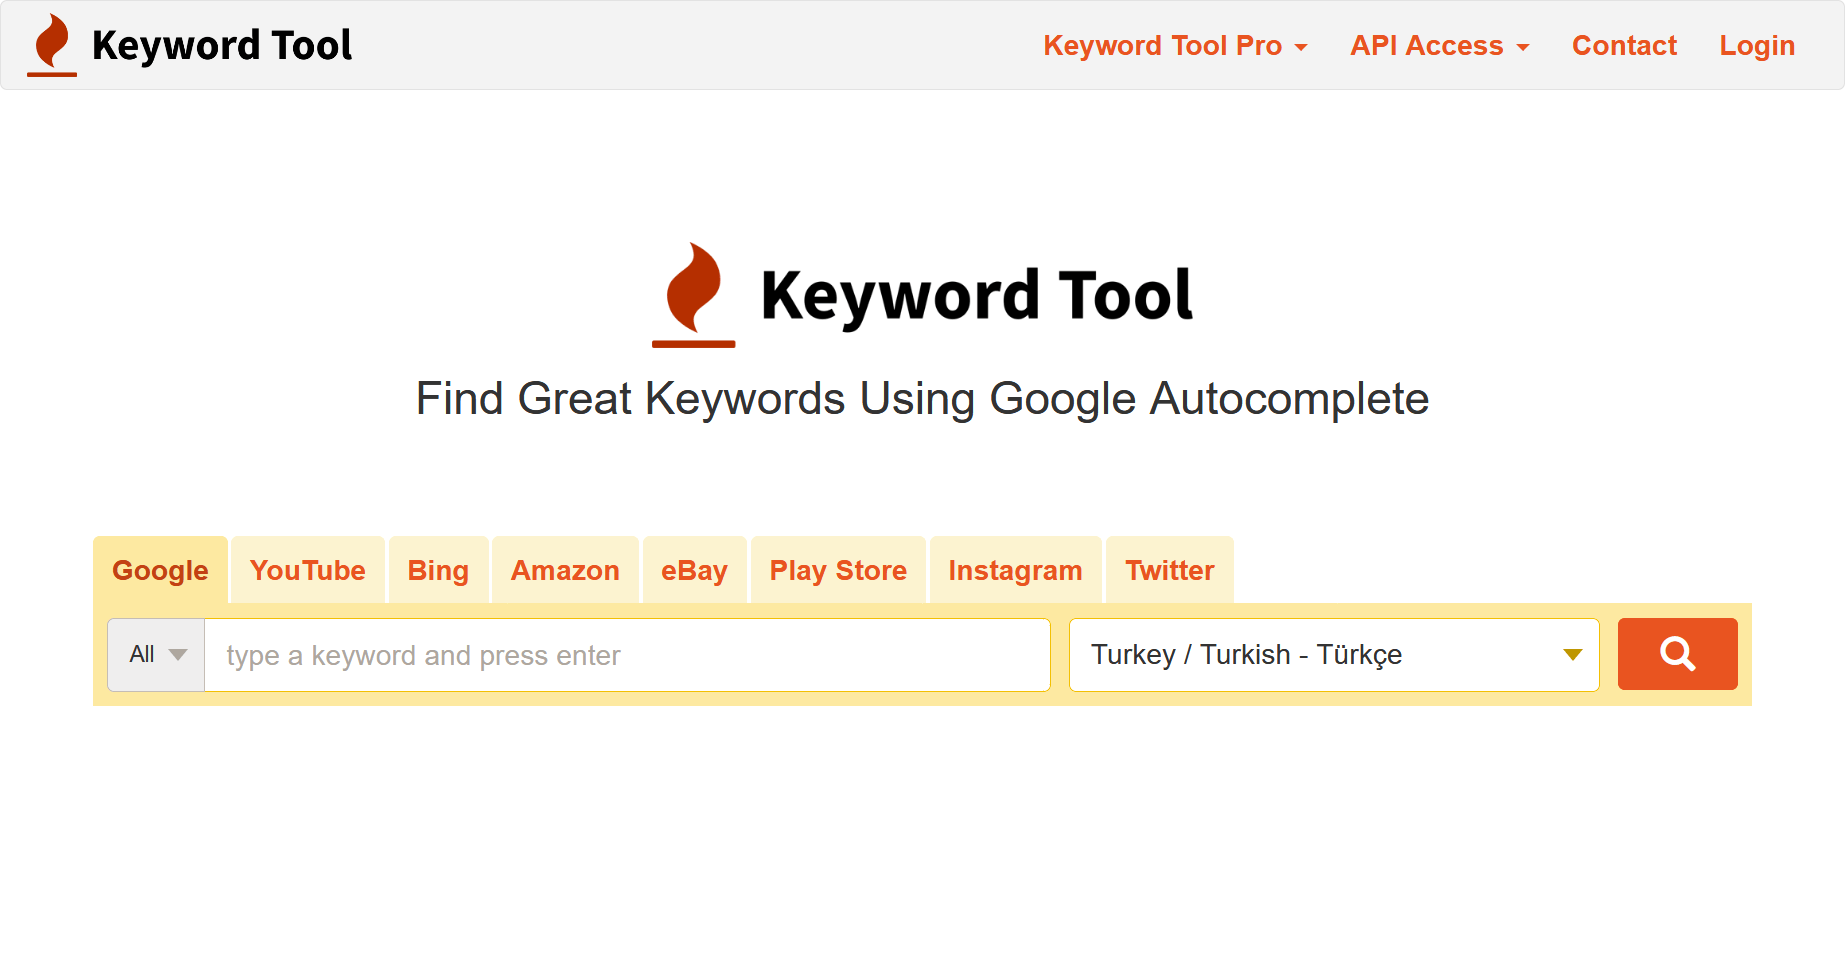 Keyword Tool
Keyword Tool Pro API Access Contact Login
Keyword Tool
Find Great Keywords Using Google Autocomplete
Google YouTube Bing Amazon eBay Play Store Instagram Twitter
All type a keyword and press enter Turkey / Turkish - Türkçe